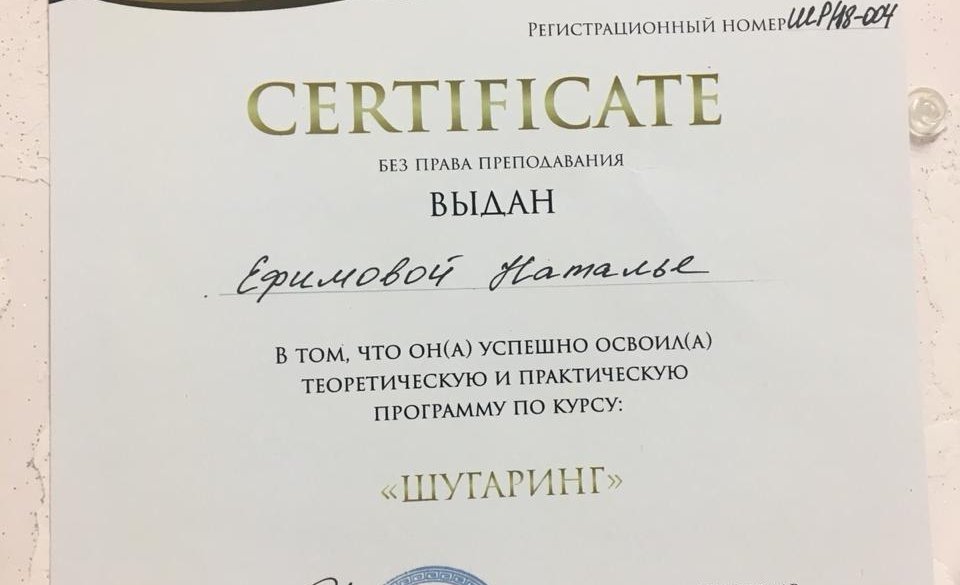 Регистрационный номер ШР/18-004
CERTIFICATE
БЕЗ ПРАВА ПРЕПОДАВАНИЯ
ВЫДАН
Ефимовой Наталье
В ТОМ, ЧТО ОН(А) УСПЕШНО ОСВОИЛ(А)
ТЕОРЕТИЧЕСКУЮ И ПРАКТИЧЕСКУЮ
ПРОГРАММУ ПО КУРСУ:
«ШУГАРИНГ»